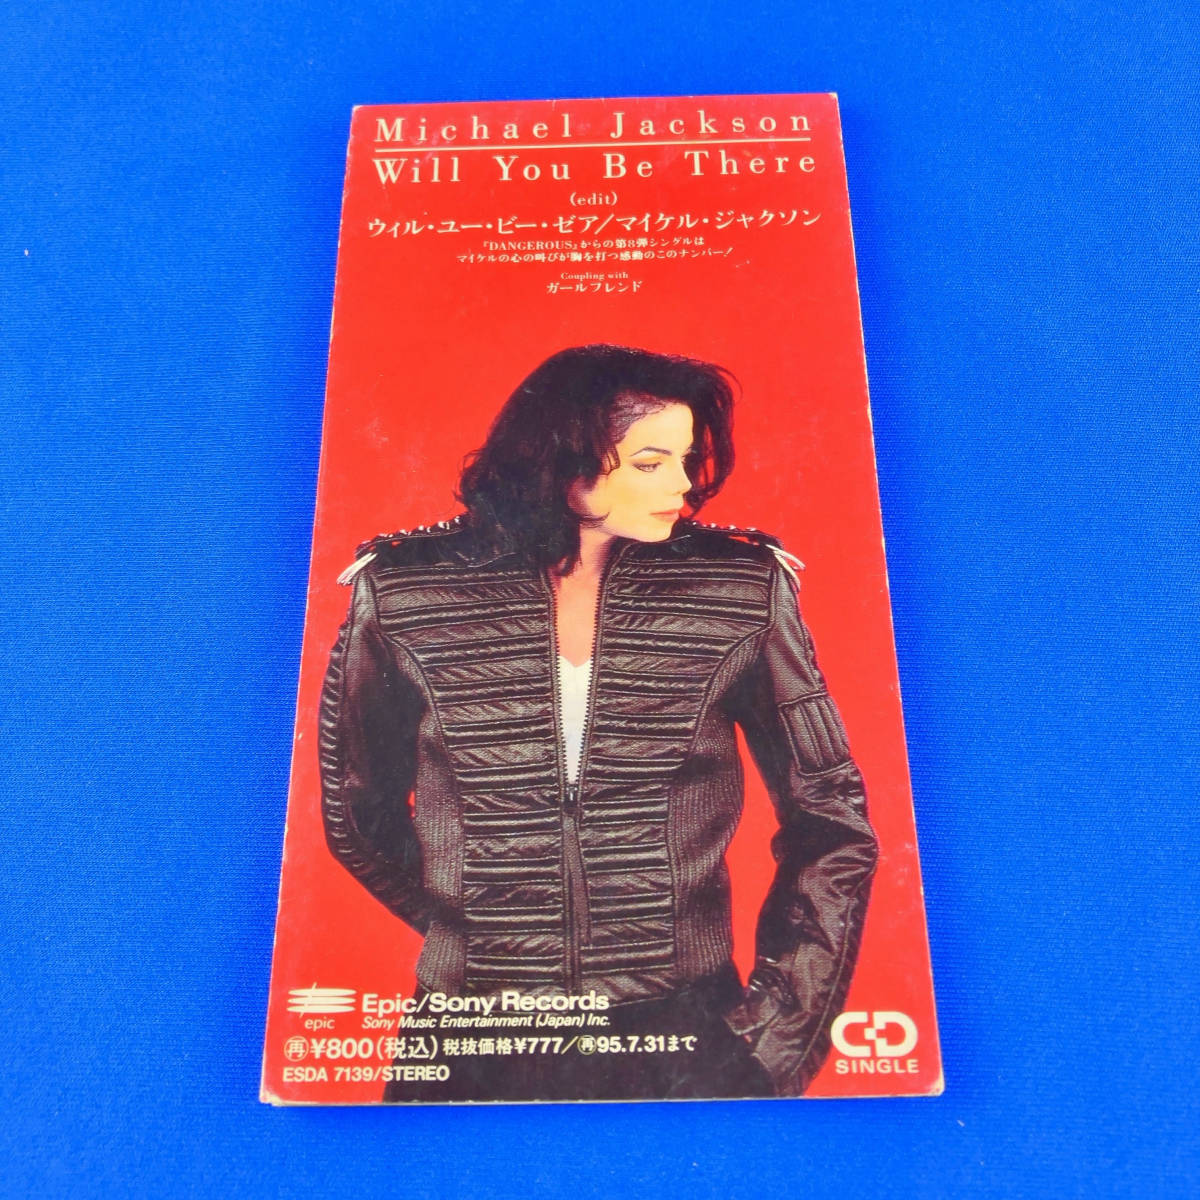 Michael Jackson
Will You Be There
(edit)
ウィル・ユー・ビー・ゼア/マイケル・ジャクソン
『DANGEROUS』からの第8弾シングルは
マイケルの心の叫びが胸を打つ感動のこのナンバー!
Coupling with
ガールフレンド
epic
Epic/Sony Records
Sony Music Entertainment (Japan) Inc.
再¥800(税込)税抜価格¥777/再95.7.31まで
ESDA 7139/STEREO
CD
SINGLE